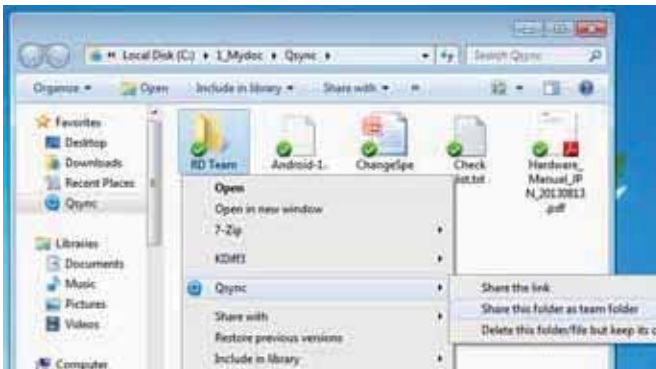 Local Disk (C:) ▸ 1_Mydoc ▸ Qsync ▸
Search Qsync
Organize
Open
Include in library
Share with
»
Favorites
Desktop
Downloads
Recent Places
Qsync
Libraries
Documents
Music
Pictures
Videos
Computer
RD Team
Android-1.
ChangeSpe
Check
list.txt
Hardware_
Manual_JP
N_20130813
.pdf
Open
Open in new window
7-Zip
KDiff3
Qsync
Share with
Restore previous versions
Include in library
Share the link
Share this folder as team folder
Delete this folder/file but keep its c